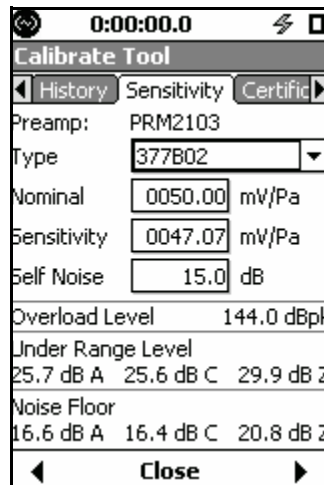 0:00:00.0
Calibrate Tool
History Sensitivity Certific
Preamp: PRM2103
Type 377B02
Nominal 0050.00 mV/Pa
Sensitivity 0047.07 mV/Pa
Self Noise 15.0 dB
Overload Level 144.0 dBpk
Under Range Level
25.7 dB A 25.6 dB C 29.9 dB Z
Noise Floor
16.6 dB A 16.4 dB C 20.8 dB Z
Close